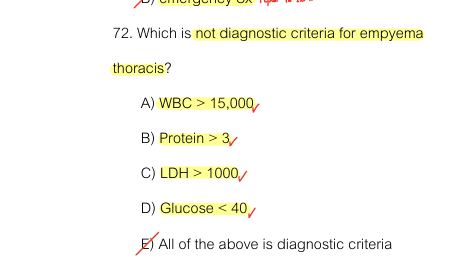 D) emergency
72. Which is not diagnostic criteria for empyema
thoracis?
A) WBC > 15,000
B) Protein > 3
C) LDH > 1000
D) Glucose < 40
E) All of the above is diagnostic criteria